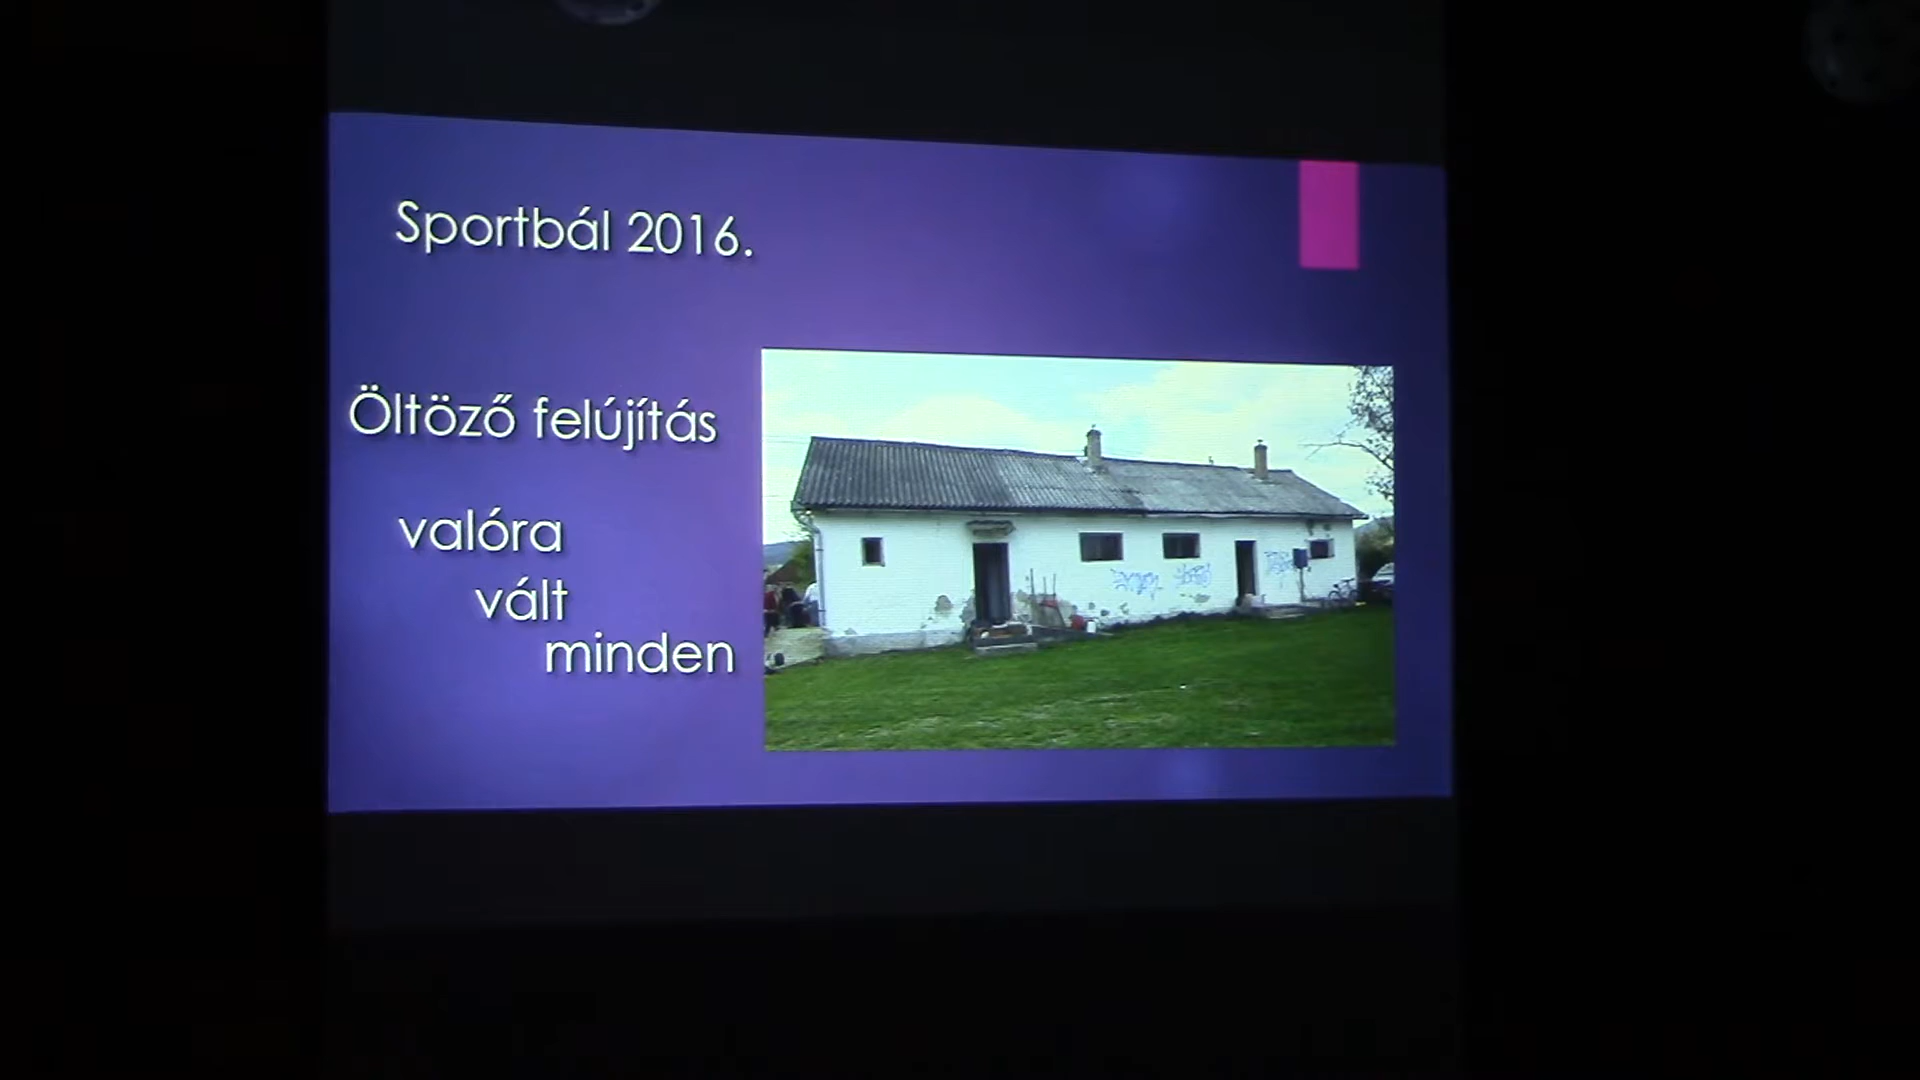 Sportbál 2016.
Öltöző felújítás
valóra
vált
minden